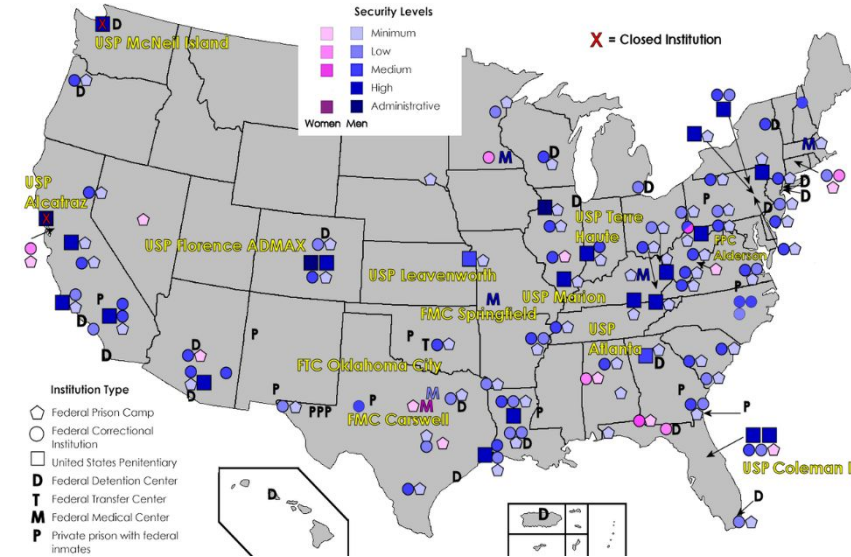 Security Levels
Minimum
Low
Medium
High
Administrative
Women Men
X = Closed Institution
X D
USP McNeil Island
D
USP
Alcatraz
X
USP Florence ADMAX
D
USP Leavenworth
M
D
D
D
USP Terre
Haute
P
D
D
D
D
M
FPC
Alderson
M
USP Marion
P
M
FMC Springfield
USP
Atlanta
D
P
D
D
D
D
P
P T
FTC Oklahoma City
P
PPP
P
M
M
D
FMC Carswell
P
D
D
P
P
D
USP Coleman I
D
D
D
Institution Type
Federal Prison Camp
Federal Correctional
Institution
United States Penitentiary
D Federal Detention Center
T Federal Transfer Center
M Federal Medical Center
P Private prison with federal
inmates